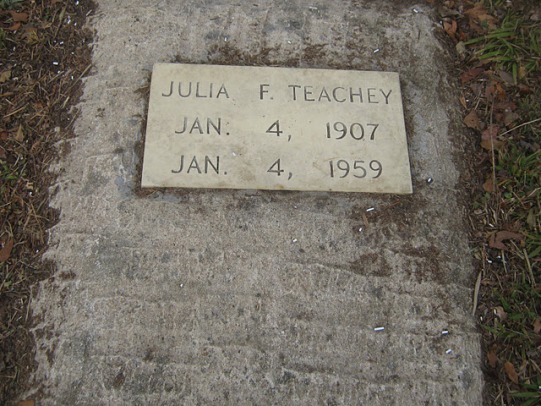 JULIA F. TEACHEY
JAN. 4, 1907
JAN. 4, 1959